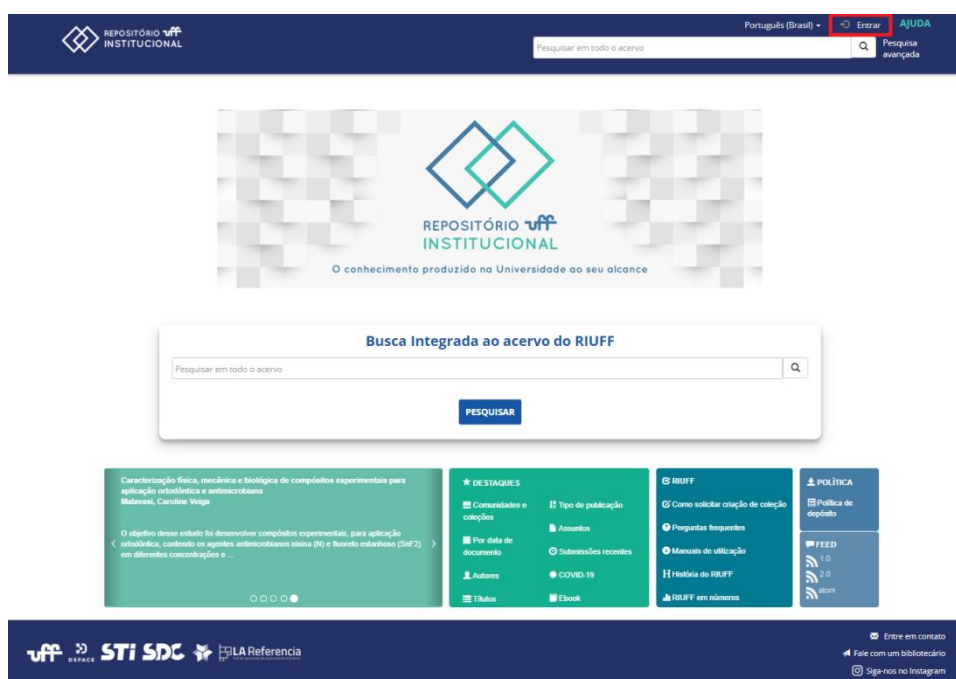 REPOSITÓRIO uff
INSTITUCIONAL
Português (Brasil)
Entrar
AJUDA
Pesquisar em todo o acervo
Pesquisa
avançada
REPOSITÓRIO uff
INSTITUCIONAL
O conhecimento produzido na Universidade ao seu alcance
Busca Integrada ao acervo do RIUFF
Pesquisar em todo o acervo
PESQUISAR
Caracterização física, mecânica e biológica de compósitos experimentais para
aplicação ortodôntica e antimicrobiana
Malavasi, Caroline Veiga
O objetivo desse estudo foi desenvolver compósitos experimentais, para aplicação
ortodôntica, contendo os agentes antimicrobianos nisina (N) e fluoreto estanhoso (SnF2)
em diferentes concentrações e ...
DESTAQUES
Comunidades e
coleções
Por data de
documento
Autores
Títulos
Tipo de publicação
Assuntos
Submissões recentes
COVID-19
Ebook
RIUFF
Como solicitar criação de coleção
Perguntas frequentes
Manuais de utilização
História do RIUFF
RIUFF em números
POLÍTICA
Política de
depósito
FEED
1.0
2.0
atom
uff DSPACE STi SDC LA Referencia
Entre em contato
Fale com um bibliotecário
Siga-nos no Instagram